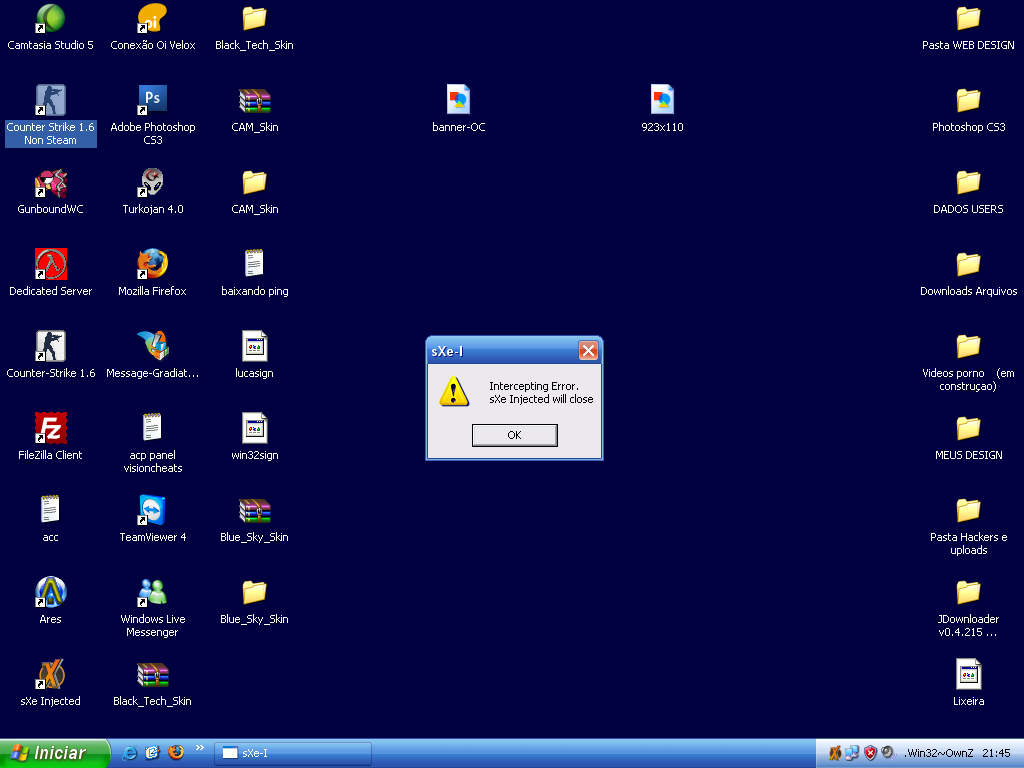 Camtasia Studio 5
Conexão Oi Velox
Black_Tech_Skin
Pasta WEB DESIGN
Counter Strike 1.6
Non Steam
Ps
Adobe Photoshop
CS3
CAM_Skin
banner-OC
923x110
Photoshop CS3
GunboundWC
Turkojan 4.0
CAM_Skin
DADOS USERS
Dedicated Server
Mozilla Firefox
baixando ping
Downloads Arquivos
Counter-Strike 1.6
Message-Gradiat...
lucasign
Videos porno (em
construçao)
sXe-I
Intercepting Error.
sXe Injected will close
OK
FileZilla Client
acp panel
visioncheats
win32sign
MEUS DESIGN
acc
TeamViewer 4
Blue_Sky_Skin
Pasta Hackers e
uploads
Ares
Windows Live
Messenger
Blue_Sky_Skin
JDownloader
v0.4.215 ...
sXe Injected
Black_Tech_Skin
Lixeira
Iniciar
sXe-I
.Win32~OwnZ
21:45